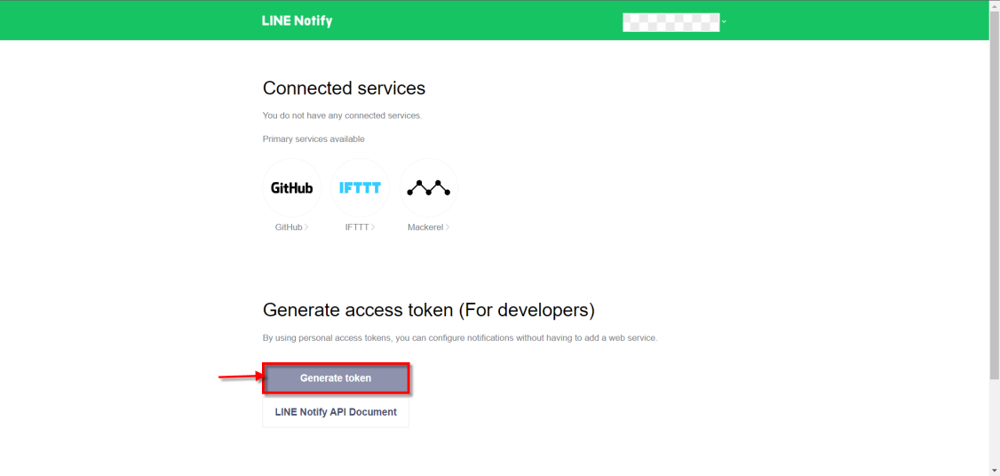 LINE Notify
Connected services
You do not have any connected services.
Primary services available
GitHub IFTTT
GitHub IFTTT Mackerel
Generate access token (For developers)
By using personal access tokens, you can configure notifications without having to add a web service.
Generate token
LINE Notify API Document